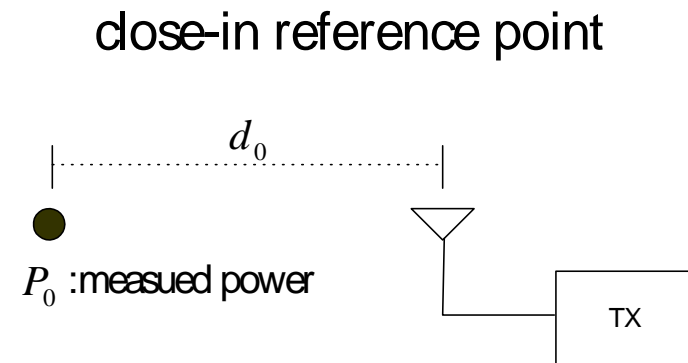 close-in reference point
d₀
P₀ :measued power
TX